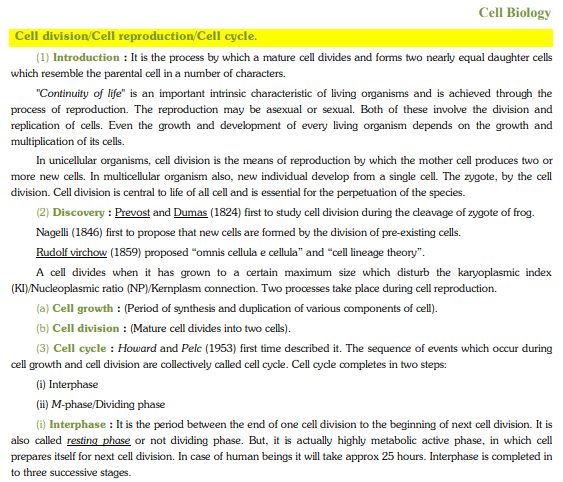 Cell Biology
Cell division/Cell reproduction/Cell cycle.
(1) Introduction : It is the process by which a mature cell divides and forms two nearly equal daughter cells
which resemble the parental cell in a number of characters.
"Continuity of life" is an important intrinsic characteristic of living organisms and is achieved through the
process of reproduction. The reproduction may be asexual or sexual. Both of these involve the division and
replication of cells. Even the growth and development of every living organism depends on the growth and
multiplication of its cells.
In unicellular organisms, cell division is the means of reproduction by which the mother cell produces two or
more new cells. In multicellular organism also, new individual develop from a single cell. The zygote, by the cell
division. Cell division is central to life of all cell and is essential for the perpetuation of the species.
(2) Discovery : Prevost and Dumas (1824) first to study cell division during the cleavage of zygote of frog.
Nagelli (1846) first to propose that new cells are formed by the division of pre-existing cells.
Rudolf virchow (1859) proposed “omnis cellula e cellula” and “cell lineage theory”.
A cell divides when it has grown to a certain maximum size which disturb the karyoplasmic index
(KI)/Nucleoplasmic ratio (NP)/Kernplasm connection. Two processes take place during cell reproduction.
(a) Cell growth : (Period of synthesis and duplication of various components of cell).
(b) Cell division : (Mature cell divides into two cells).
(3) Cell cycle : Howard and Pelc (1953) first time described it. The sequence of events which occur during
cell growth and cell division are collectively called cell cycle. Cell cycle completes in two steps:
(i) Interphase
(ii) M-phase/Dividing phase
(i) Interphase : It is the period between the end of one cell division to the beginning of next cell division. It is
also called resting phase or not dividing phase. But, it is actually highly metabolic active phase, in which cell
prepares itself for next cell division. In case of human beings it will take approx 25 hours. Interphase is completed in
to three successive stages.